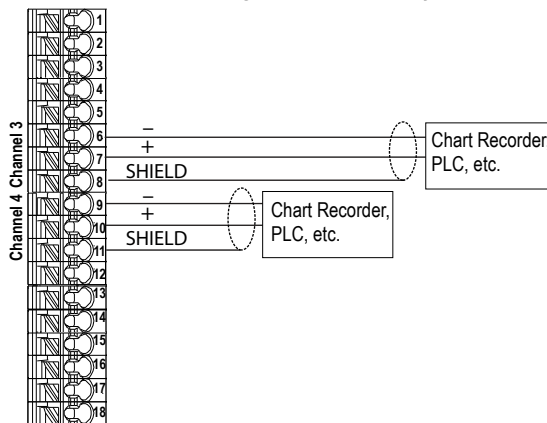 1
2
3
4
5
6
7
8
9
10
11
12
13
14
15
16
17
18
Channel 3
Channel 4
–
+
SHIELD
Chart Recorder
PLC, etc.
–
+
SHIELD
Chart Recorder,
PLC, etc.